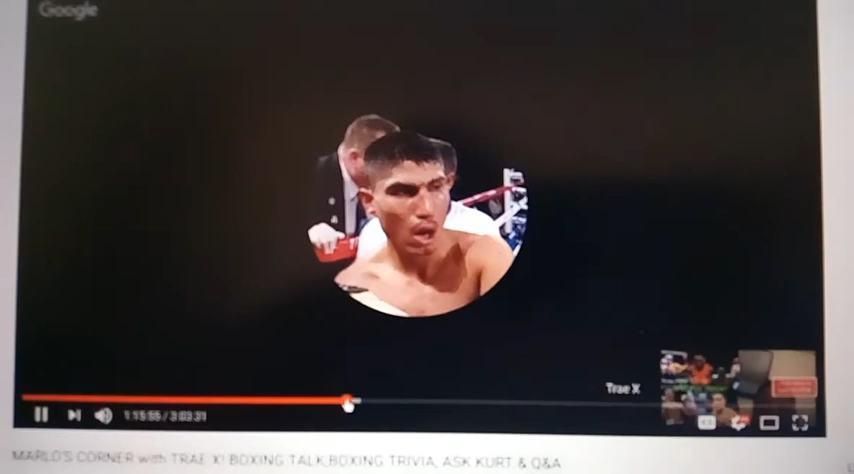 Google
Trae X
1:15:55 / 3:03:31
MARLO'S CORNER with TRAE X! BOXING TALK,BOXING TRIVIA, ASK KURT & Q&A